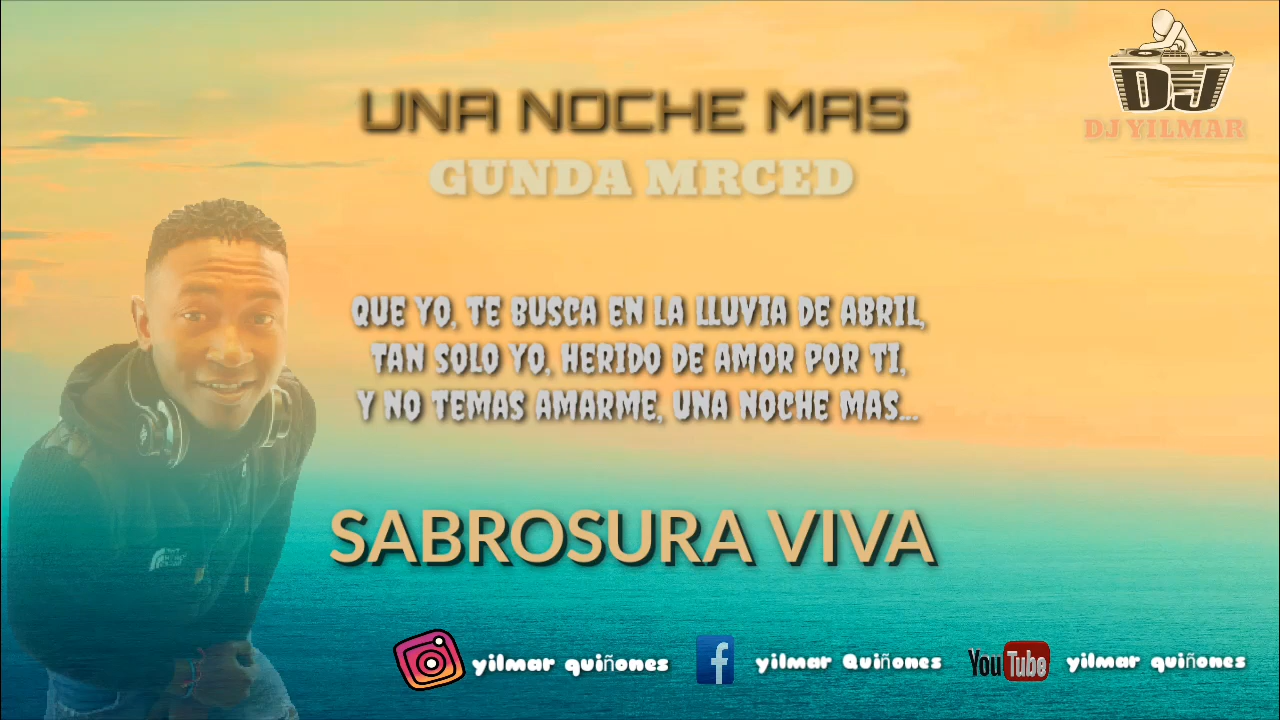 UNA NOCHE MAS
GUNDA MRCED
DJ
DJ YILMAR
QUE YO, TE BUSCA EN LA LLUVIA DE ABRIL,
TAN SOLO YO, HERIDO DE AMOR POR TI,
Y NO TEMAS AMARME, UNA NOCHE MAS...
SABROSURA VIVA
yilmar quiñones
yilmar Quiñones
YouTube
yilmar quiñones